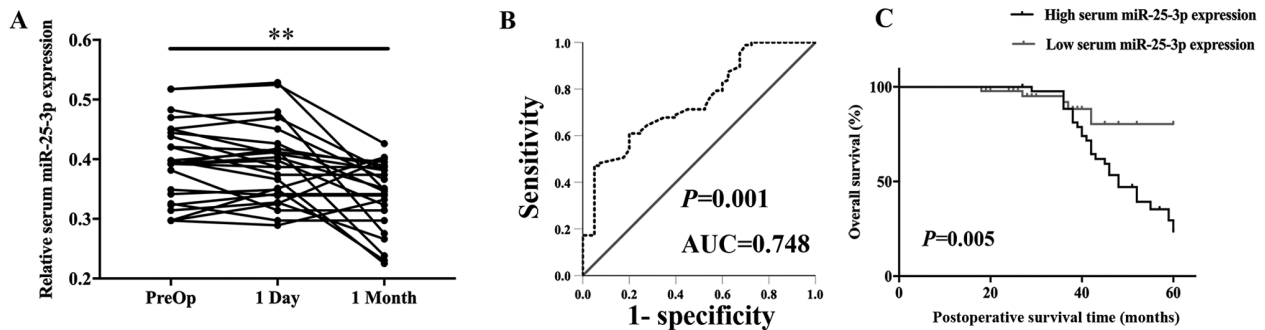 A
**
Relative serum miR-25-3p expression
0.6
0.5
0.4
0.3
0.2
PreOp
1 Day
1 Month
B
Sensitivity
1.0
0.8
0.6
0.4
0.2
0.0
P=0.001
AUC=0.748
0.0
0.2
0.4
0.6
0.8
1.0
1- specificity
C
High serum miR-25-3p expression
Low serum miR-25-3p expression
Overall survival (%)
100
50
0
P=0.005
0
20
40
60
Postoperative survival time (months)